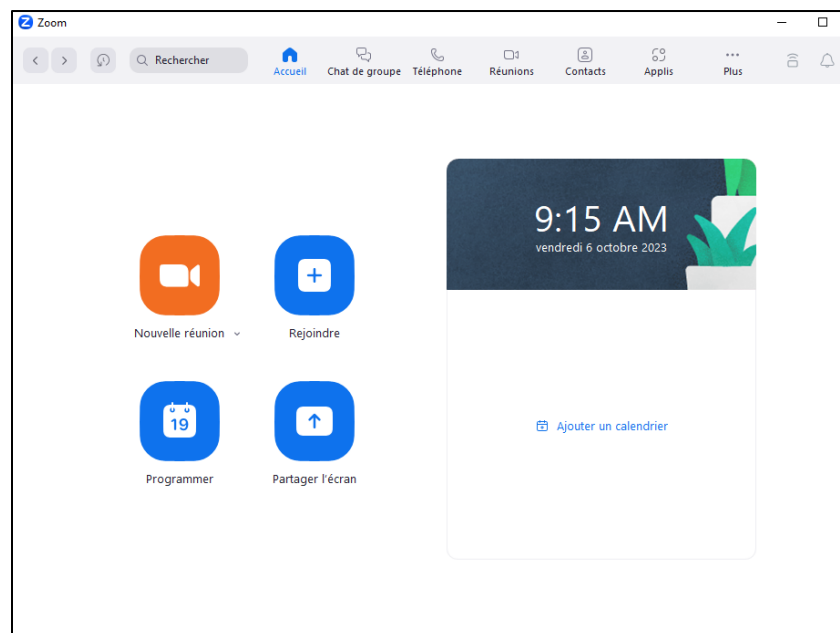 Zoom
Rechercher
Accueil
Chat de groupe
Téléphone
Réunions
Contacts
Applis
Plus
9:15 AM
vendredi 6 octobre 2023
Nouvelle réunion
Rejoindre
19
Programmer
Partager l'écran
Ajouter un calendrier